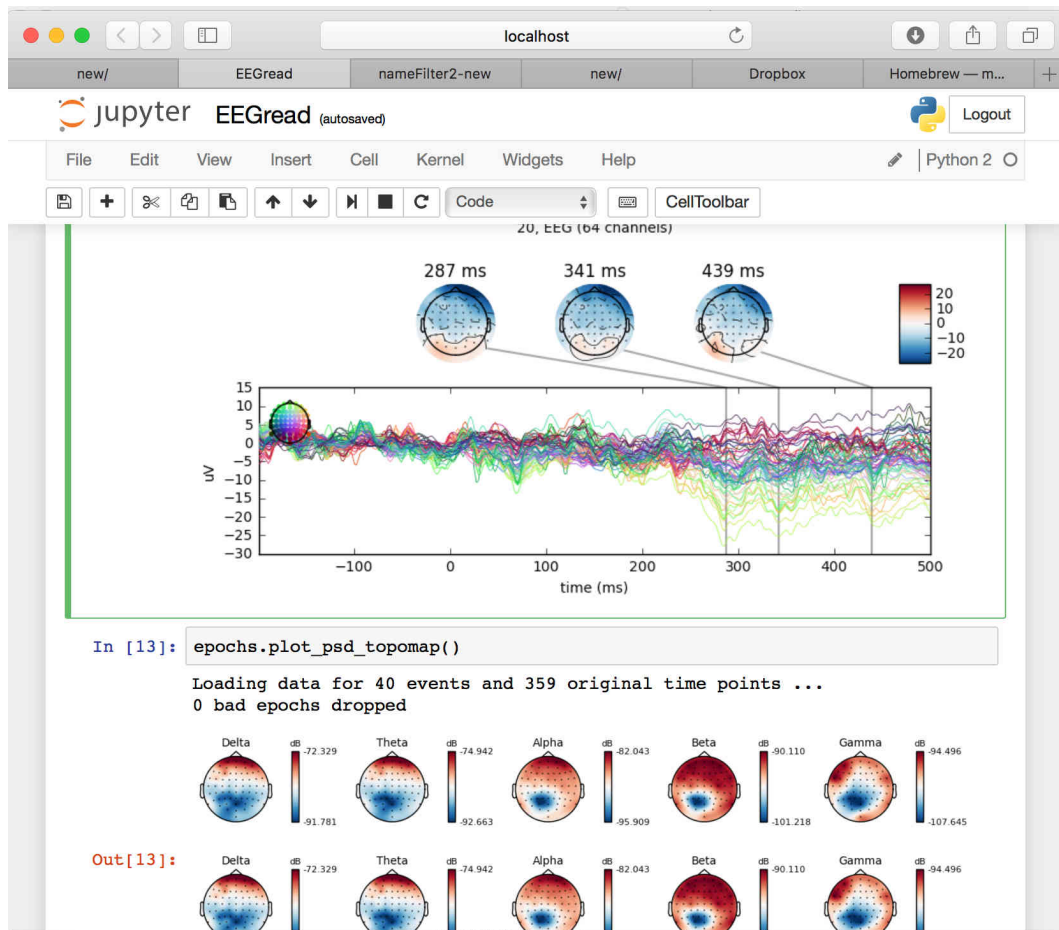 localhost
new/ EEGread nameFilter2-new new/ Dropbox Homebrew — m... +
jupyter EEGread (autosaved) Logout
File Edit View Insert Cell Kernel Widgets Help Python 2
Code CellToolbar
20, EEG (64 channels)
287 ms 341 ms 439 ms
20
10
0
−10
−20
15
10
5
0
−5
−10
−15
−20
−25
−30
uV
−100 0 100 200 300 400 500
time (ms)
In [13]: epochs.plot_psd_topomap()
Loading data for 40 events and 359 original time points ...
0 bad epochs dropped
Delta dB Theta dB Alpha dB Beta dB Gamma dB
-72.329 -74.942 -82.043 -90.110 -94.496
-91.781 -92.663 -95.909 -101.218 -107.645
Out[13]: Delta dB Theta dB Alpha dB Beta dB Gamma dB
-72.329 -74.942 -82.043 -90.110 -94.496